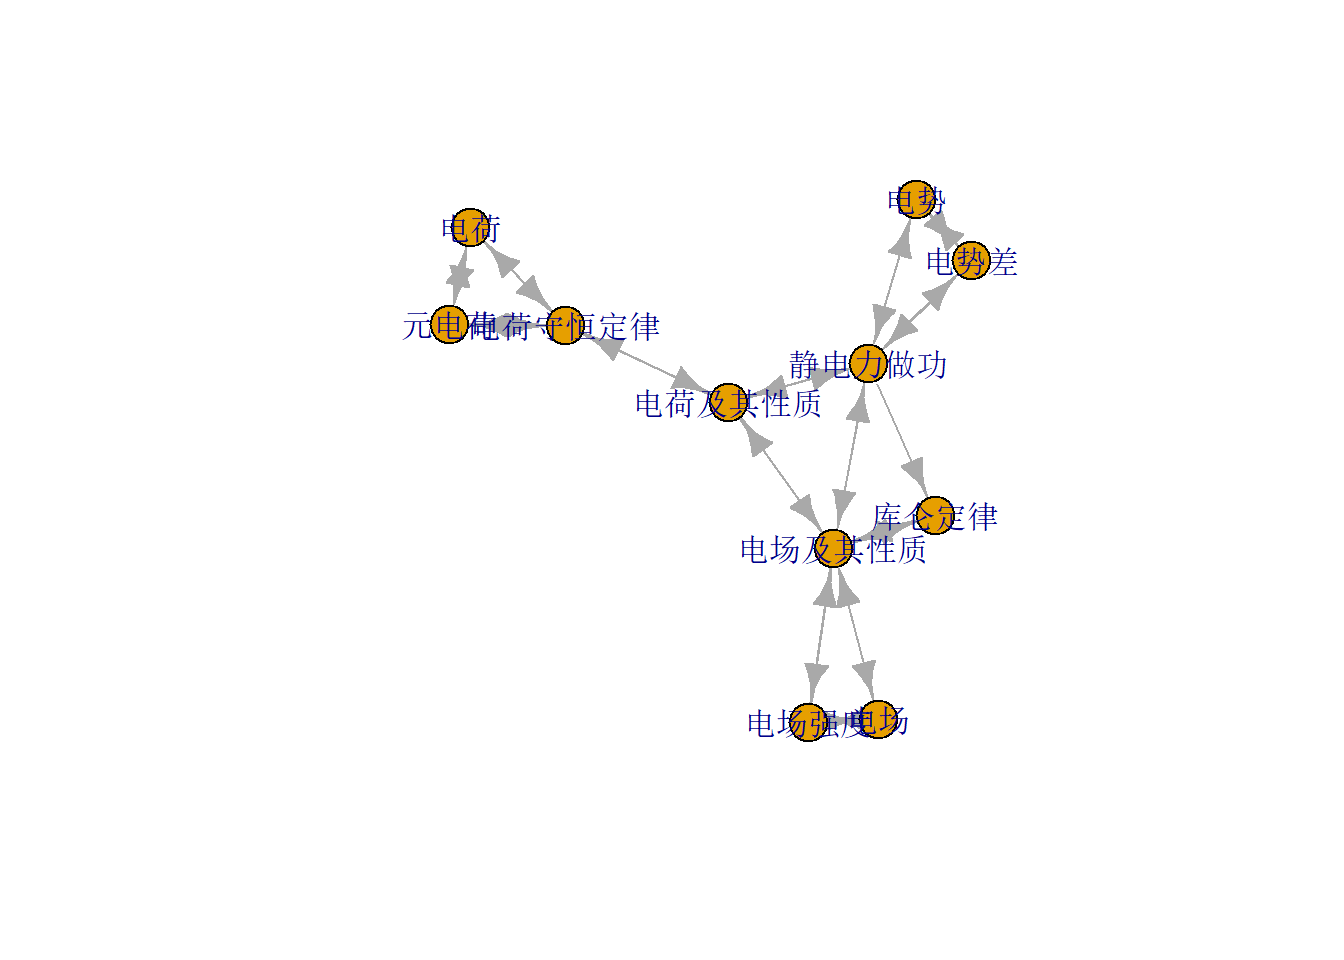 电势
电荷
电势差
元电荷
电荷守恒定律
静电力做功
电荷及其性质
库仑定律
电场及其性质
电场强度
电场